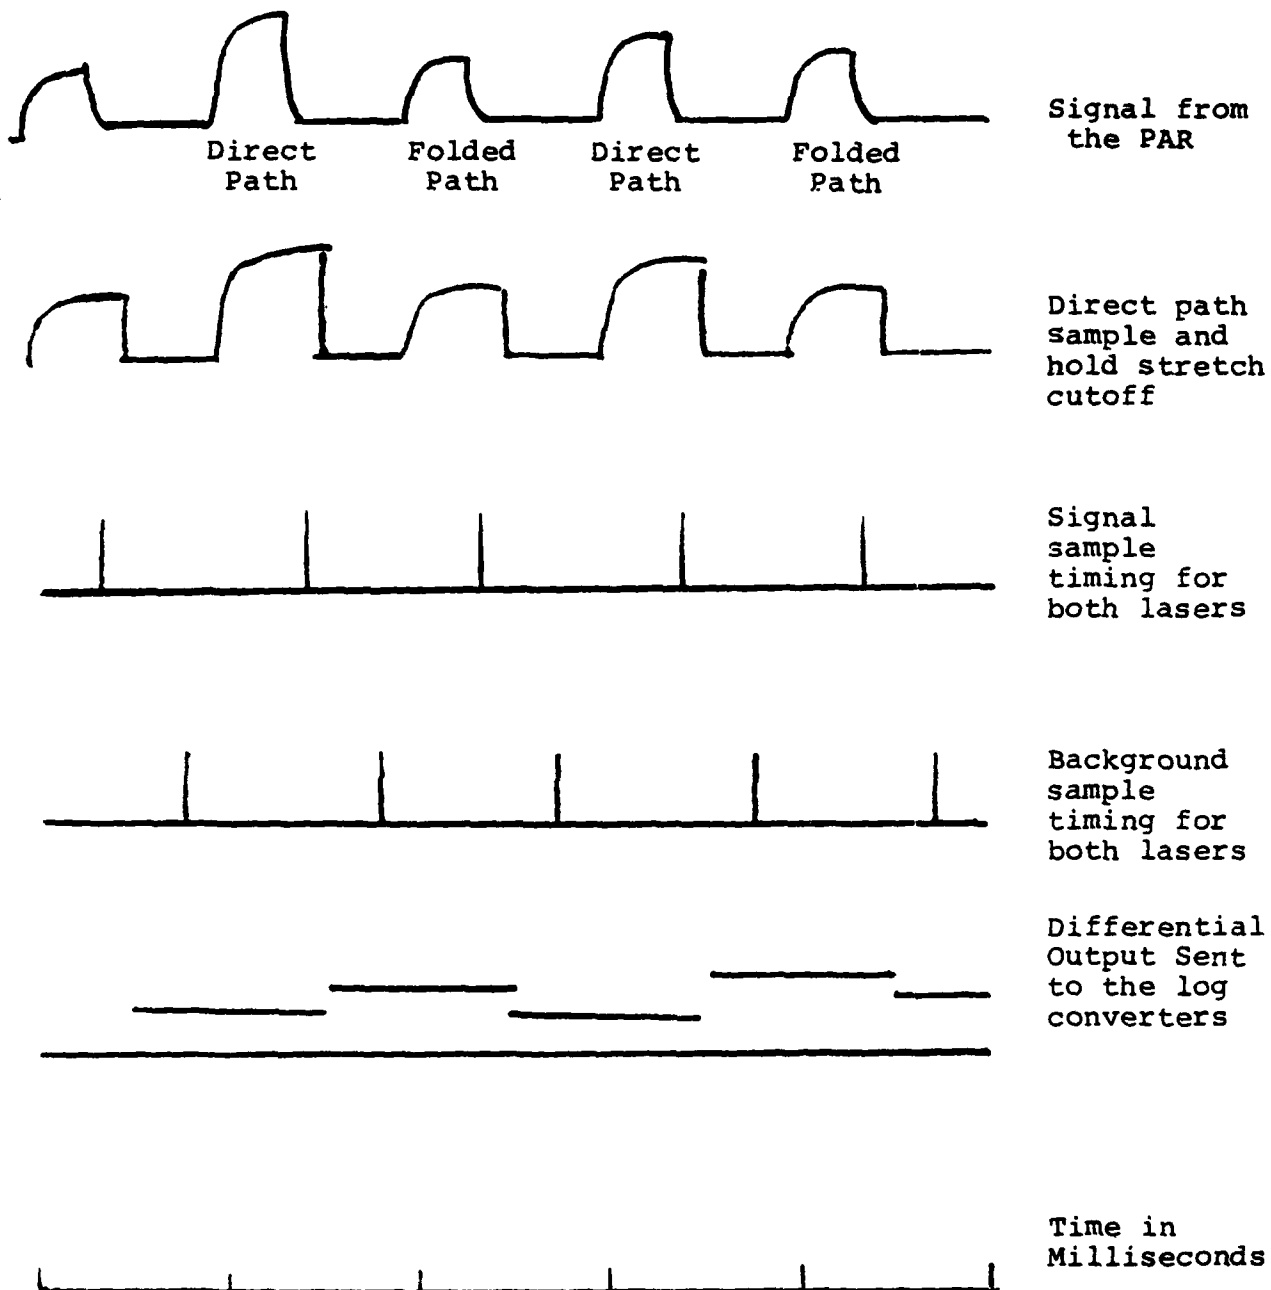 Signal from
the PAR
Direct Path
Folded Path
Direct Path
Folded Path
Direct path
sample and
hold stretch
cutoff
Signal
sample
timing for
both lasers
Background
sample
timing for
both lasers
Differential
Output Sent
to the log
converters
Time in
Milliseconds